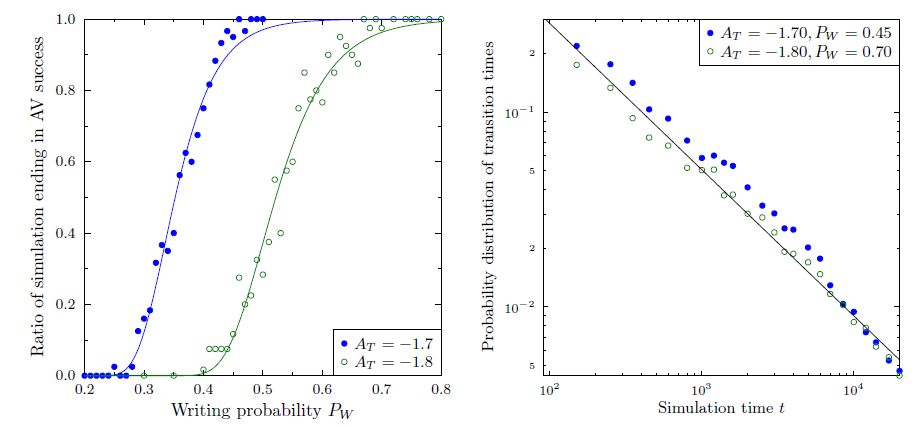 Ratio of simulation ending in AV success
1.0
0.8
0.6
0.4
0.2
0.0
0.2 0.3 0.4 0.5 0.6 0.7 0.8
Writing probability P_W
A_T = −1.7
A_T = −1.8
Probability distribution of transition times
2
10^−1
5
2
10^−2
5
10^2 10^3 10^4
Simulation time t
A_T = −1.70, P_W = 0.45
A_T = −1.80, P_W = 0.70